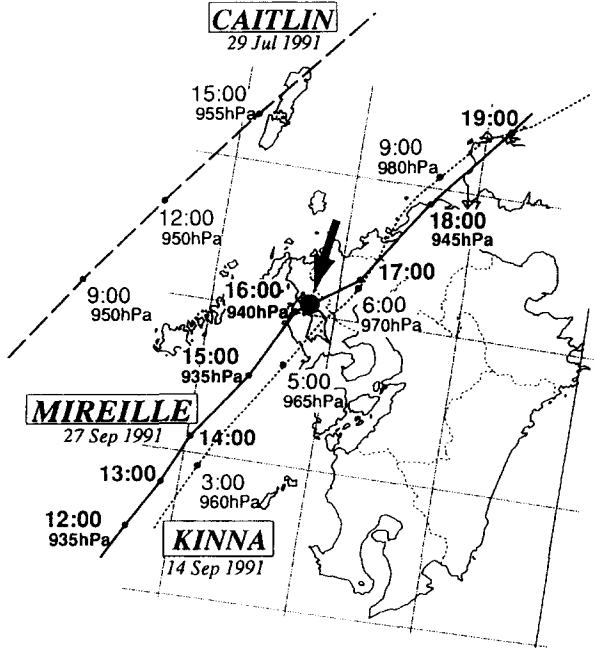 CAITLIN
29 Jul 1991
15:00
955hPa
19:00
9:00
980hPa
12:00
950hPa
18:00
945hPa
17:00
9:00
950hPa
16:00
940hPa
6:00
970hPa
15:00
935hPa
5:00
965hPa
MIREILLE
27 Sep 1991
14:00
13:00
3:00
960hPa
12:00
935hPa
KINNA
14 Sep 1991